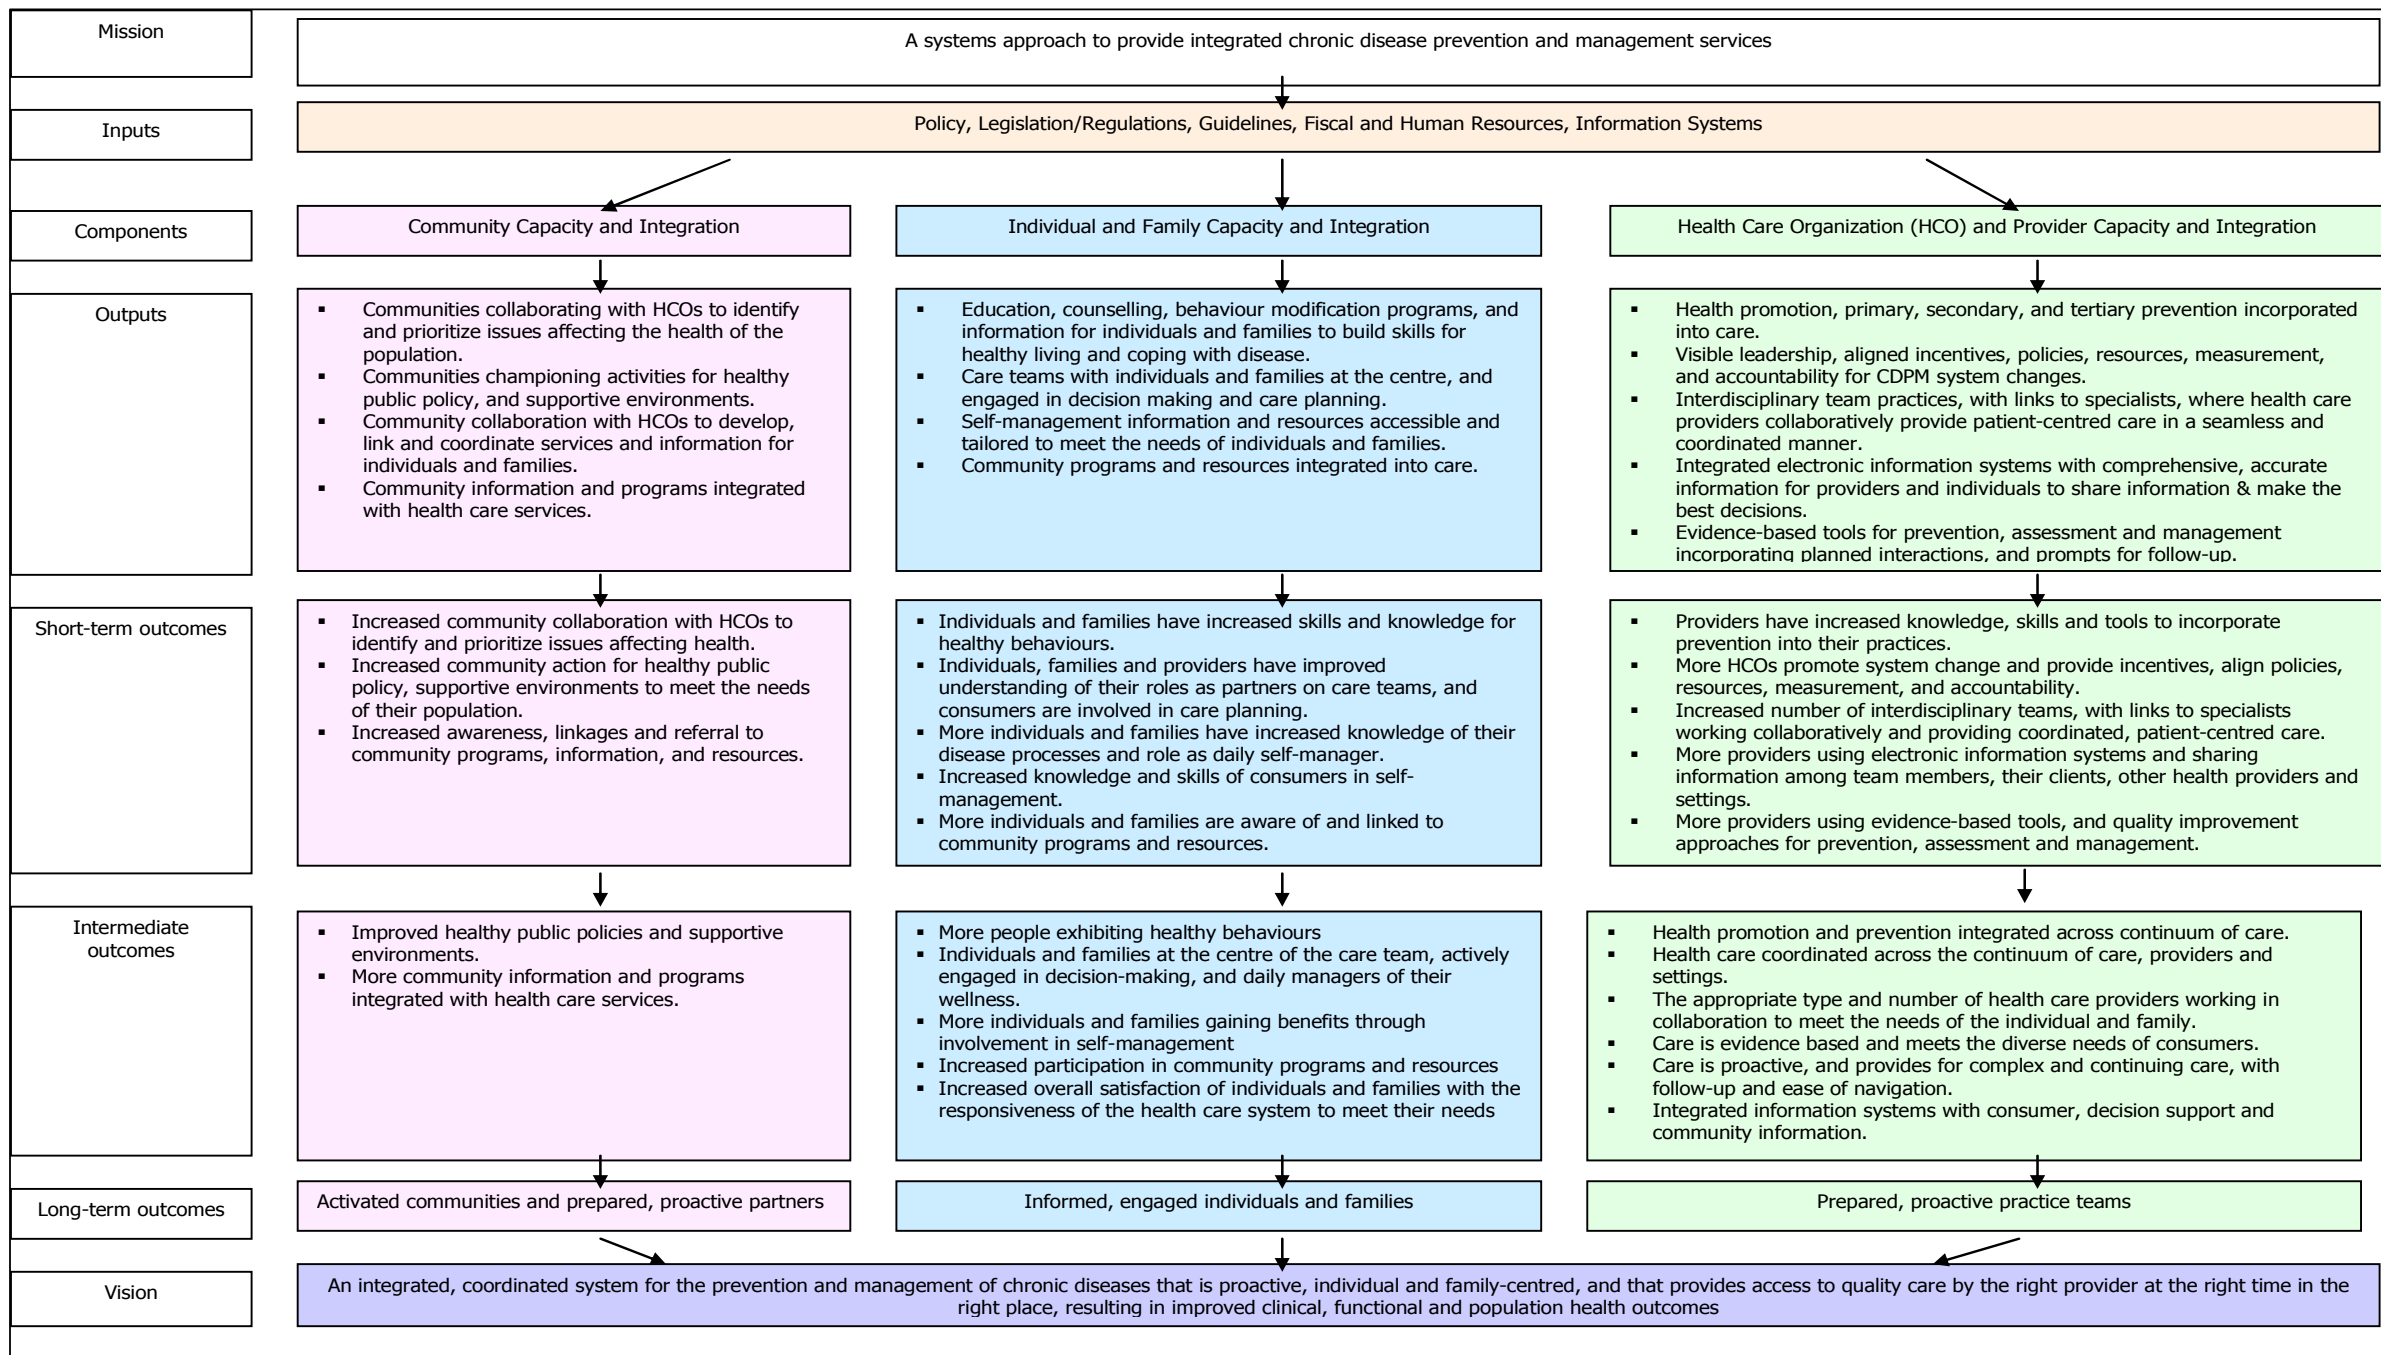 Mission
A systems approach to provide integrated chronic disease prevention and management services
Inputs
Policy, Legislation/Regulations, Guidelines, Fiscal and Human Resources, Information Systems
Components
Community Capacity and Integration
Individual and Family Capacity and Integration
Health Care Organization (HCO) and Provider Capacity and Integration
Outputs
▪ Communities collaborating with HCOs to identify
and prioritize issues affecting the health of the
population.
▪ Communities championing activities for healthy
public policy, and supportive environments.
▪ Community collaboration with HCOs to develop,
link and coordinate services and information for
individuals and families.
▪ Community information and programs integrated
with health care services.
▪ Education, counselling, behaviour modification programs, and
information for individuals and families to build skills for
healthy living and coping with disease.
▪ Care teams with individuals and families at the centre, and
engaged in decision making and care planning.
▪ Self-management information and resources accessible and
tailored to meet the needs of individuals and families.
▪ Community programs and resources integrated into care.
▪ Health promotion, primary, secondary, and tertiary prevention incorporated
into care.
▪ Visible leadership, aligned incentives, policies, resources, measurement,
and accountability for CDPM system changes.
▪ Interdisciplinary team practices, with links to specialists, where health care
providers collaboratively provide patient-centred care in a seamless and
coordinated manner.
▪ Integrated electronic information systems with comprehensive, accurate
information for providers and individuals to share information & make the
best decisions.
▪ Evidence-based tools for prevention, assessment and management
incorporating planned interactions, and prompts for follow-up.
Short-term outcomes
▪ Increased community collaboration with HCOs to
identify and prioritize issues affecting health.
▪ Increased community action for healthy public
policy, supportive environments to meet the needs
of their population.
▪ Increased awareness, linkages and referral to
community programs, information, and resources.
▪ Individuals and families have increased skills and knowledge for
healthy behaviours.
▪ Individuals, families and providers have improved
understanding of their roles as partners on care teams, and
consumers are involved in care planning.
▪ More individuals and families have increased knowledge of their
disease processes and role as daily self-manager.
▪ Increased knowledge and skills of consumers in self-
management.
▪ More individuals and families are aware of and linked to
community programs and resources.
▪ Providers have increased knowledge, skills and tools to incorporate
prevention into their practices.
▪ More HCOs promote system change and provide incentives, align policies,
resources, measurement, and accountability.
▪ Increased number of interdisciplinary teams, with links to specialists
working collaboratively and providing coordinated, patient-centred care.
▪ More providers using electronic information systems and sharing
information among team members, their clients, other health providers and
settings.
▪ More providers using evidence-based tools, and quality improvement
approaches for prevention, assessment and management.
Intermediate
outcomes
▪ Improved healthy public policies and supportive
environments.
▪ More community information and programs
integrated with health care services.
▪ More people exhibiting healthy behaviours
▪ Individuals and families at the centre of the care team, actively
engaged in decision-making, and daily managers of their
wellness.
▪ More individuals and families gaining benefits through
involvement in self-management
▪ Increased participation in community programs and resources
▪ Increased overall satisfaction of individuals and families with the
responsiveness of the health care system to meet their needs
▪ Health promotion and prevention integrated across continuum of care.
▪ Health care coordinated across the continuum of care, providers and
settings.
▪ The appropriate type and number of health care providers working in
collaboration to meet the needs of the individual and family.
▪ Care is evidence based and meets the diverse needs of consumers.
▪ Care is proactive, and provides for complex and continuing care, with
follow-up and ease of navigation.
▪ Integrated information systems with consumer, decision support and
community information.
Long-term outcomes
Activated communities and prepared, proactive partners
Informed, engaged individuals and families
Prepared, proactive practice teams
Vision
An integrated, coordinated system for the prevention and management of chronic diseases that is proactive, individual and family-centred, and that provides access to quality care by the right provider at the right time in the
right place, resulting in improved clinical, functional and population health outcomes